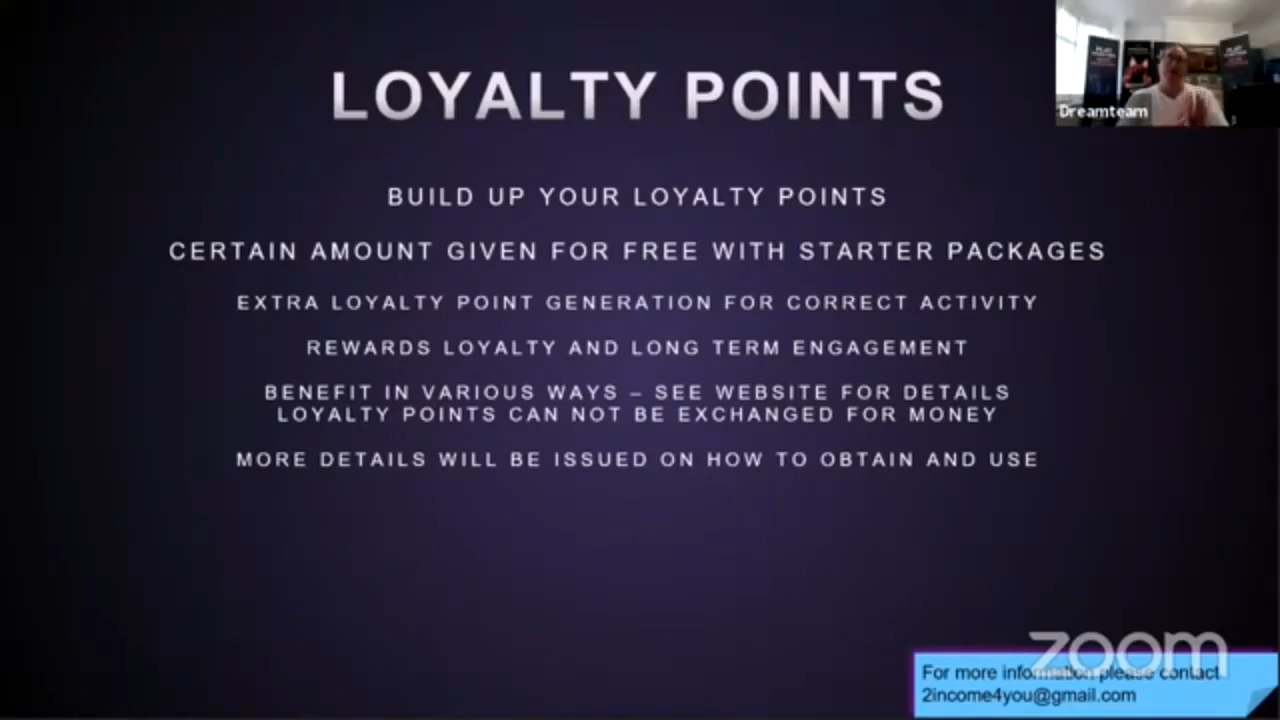 LOYALTY POINTS
Dreamteam
BUILD UP YOUR LOYALTY POINTS
CERTAIN AMOUNT GIVEN FOR FREE WITH STARTER PACKAGES
EXTRA LOYALTY POINT GENERATION FOR CORRECT ACTIVITY
REWARDS LOYALTY AND LONG TERM ENGAGEMENT
BENEFIT IN VARIOUS WAYS – SEE WEBSITE FOR DETAILS
LOYALTY POINTS CAN NOT BE EXCHANGED FOR MONEY
MORE DETAILS WILL BE ISSUED ON HOW TO OBTAIN AND USE
zoom
For more information please contact
2income4you@gmail.com